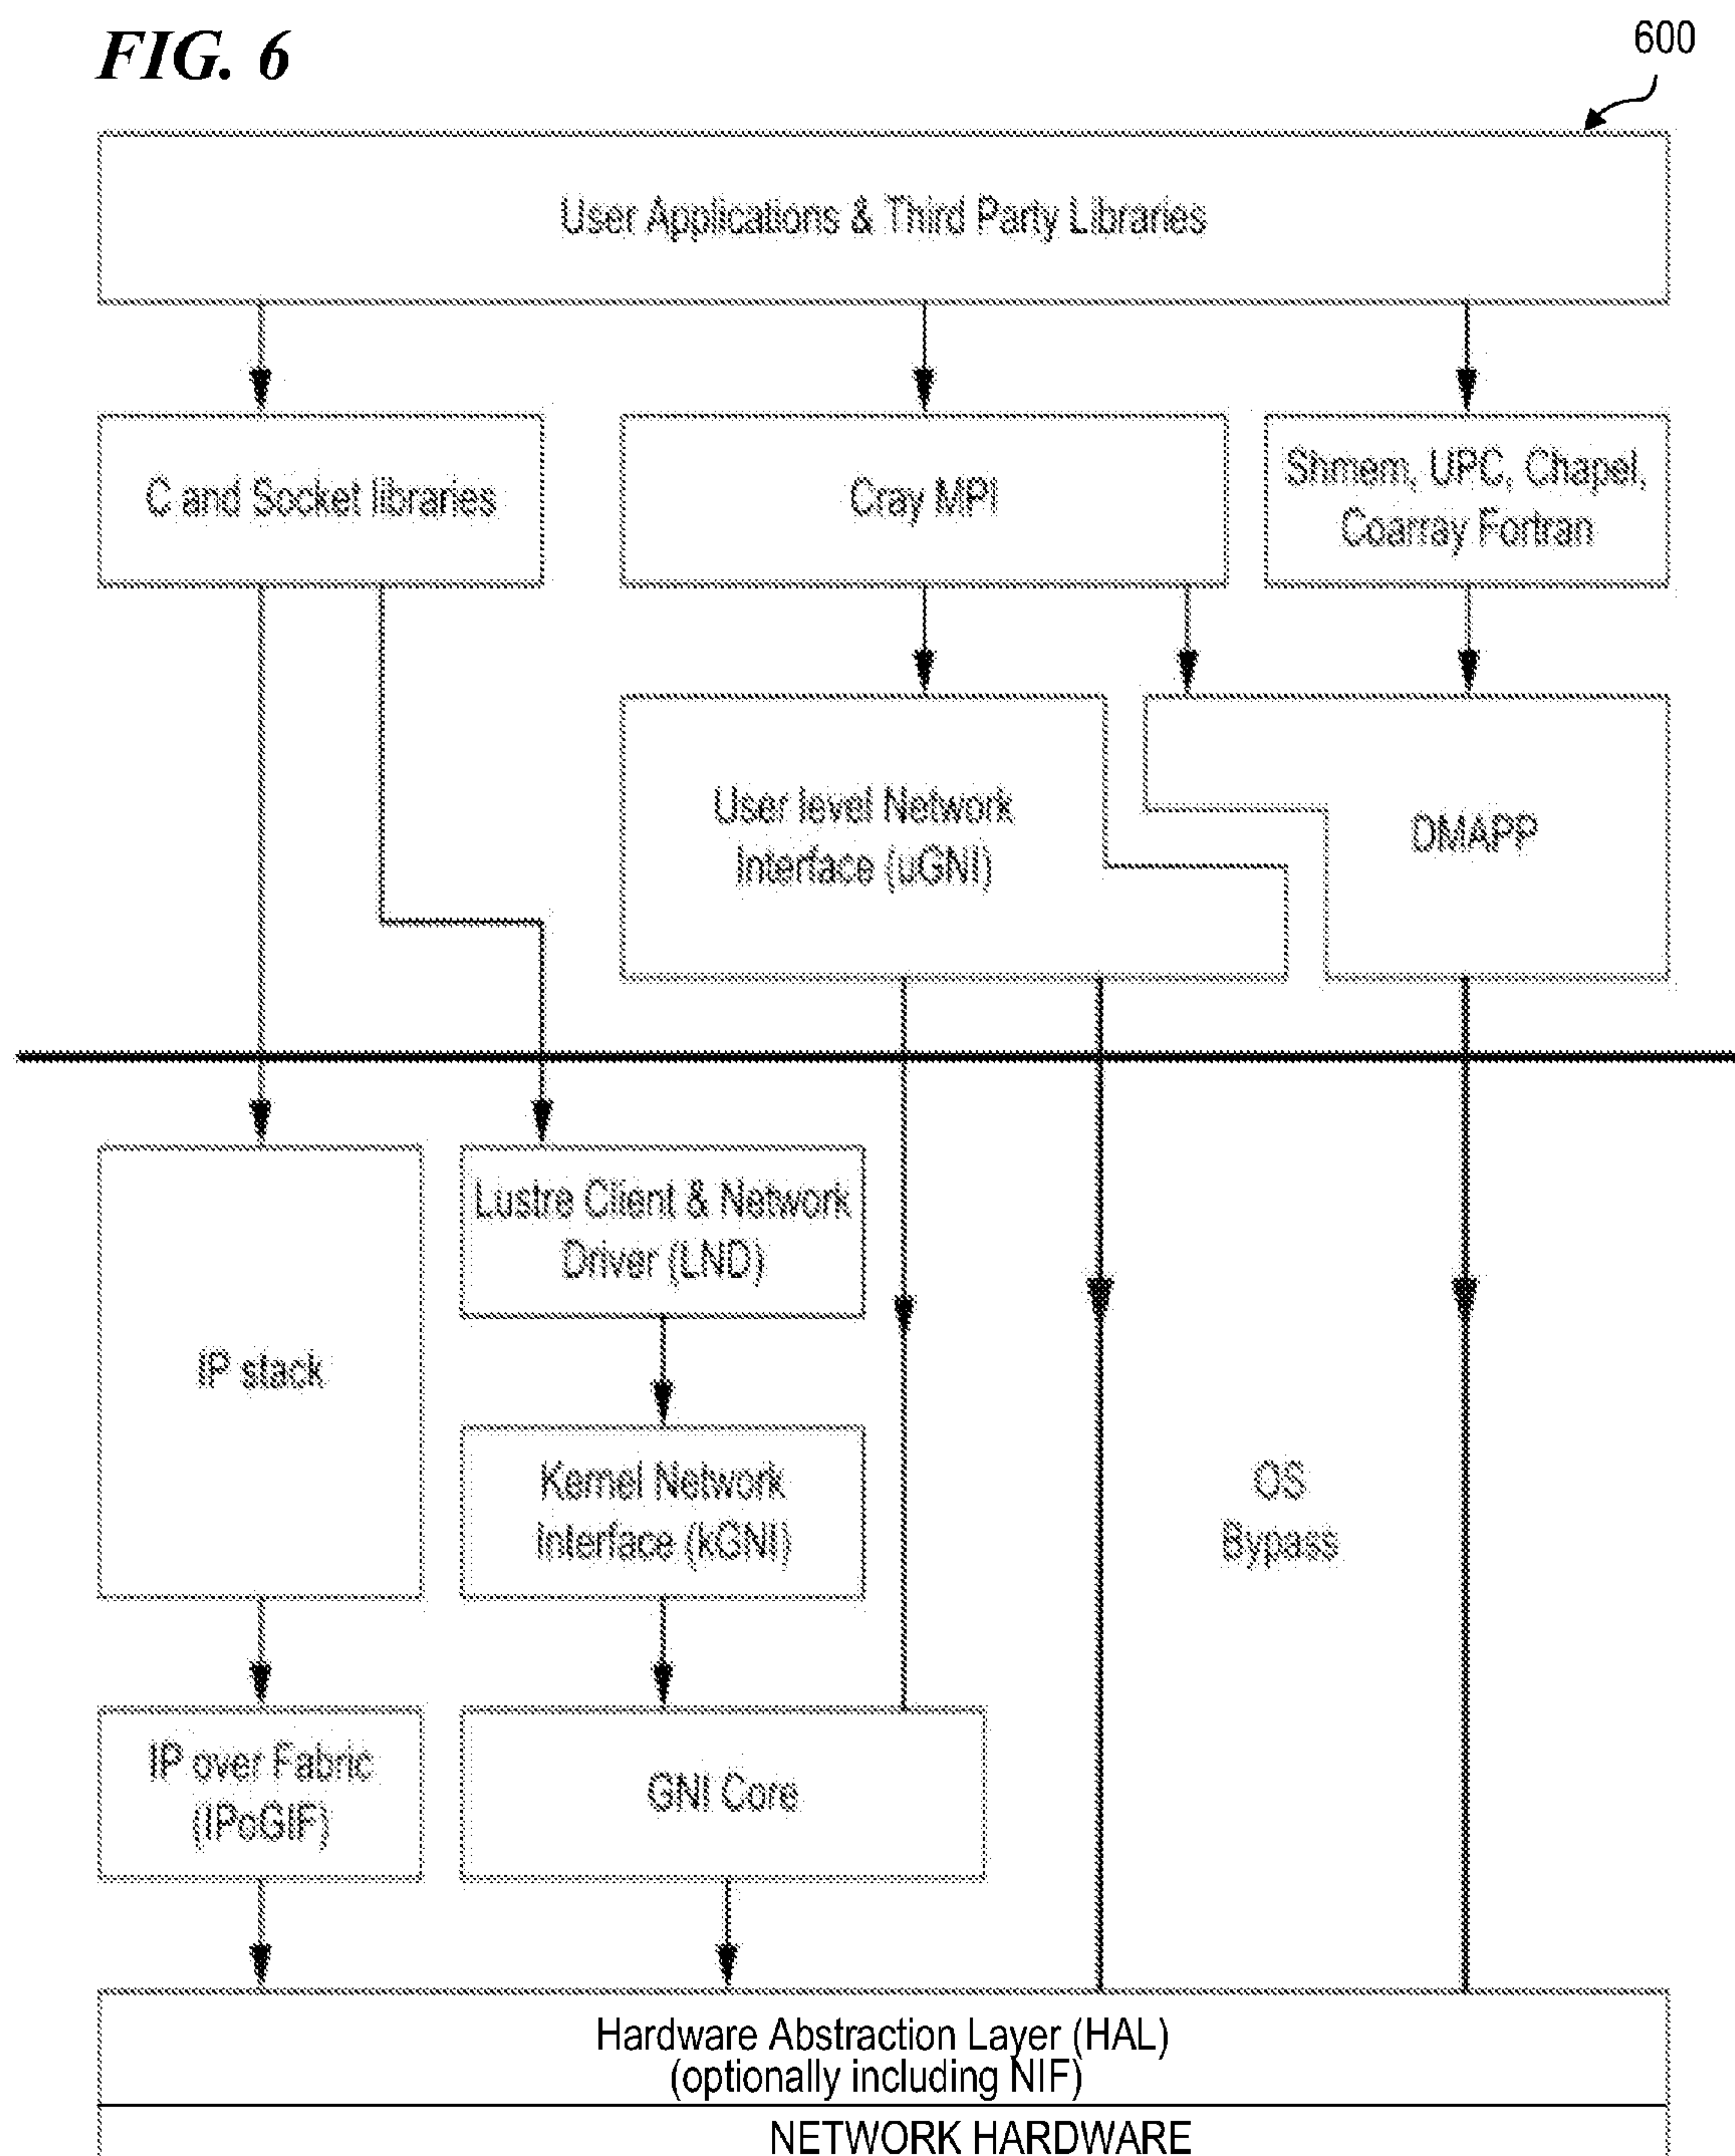 FIG. 6
600
User Applications & Third Party Libraries
C and Socket libraries
Cray MPI
Shmem, UPC, Chapel,
Coarray Fortran
User level Network
Interface (uGNI)
DMAPP
Lustre Client & Network
Driver (LND)
IP stack
Kernel Network
Interface (kGNI)
OS
Bypass
IP over Fabric
(IPoGIF)
GNI Core
Hardware Abstraction Layer (HAL)
(optionally including NIF)
NETWORK HARDWARE